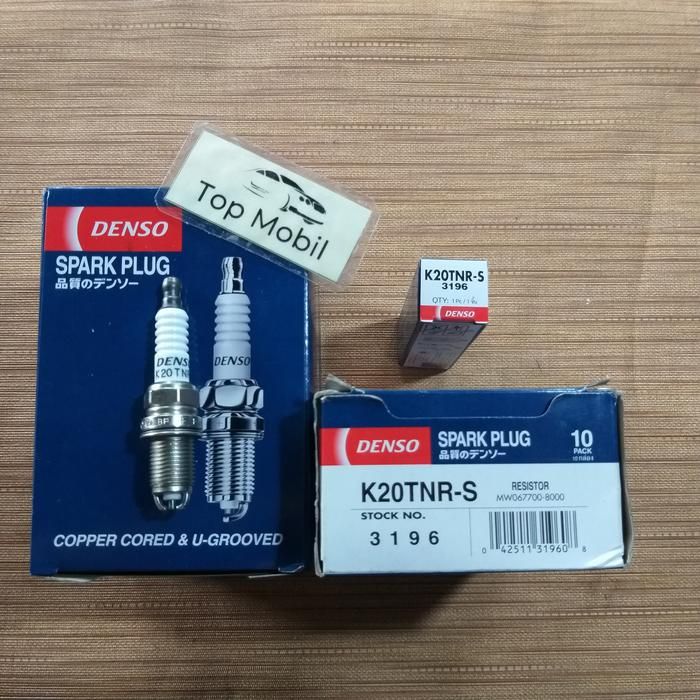 Top Mobil
DENSO
SPARK PLUG
品質のデンソー
DENSO
K20TNR
DENSO
COPPER CORED & U-GROOVED
K20TNR-S
3196
QTY:
DENSO
DENSO
SPARK PLUG
品質のデンソー
10
PACK
K20TNR-S
RESISTOR
MW067700-8000
STOCK NO.
3196
0 42511 31960 8